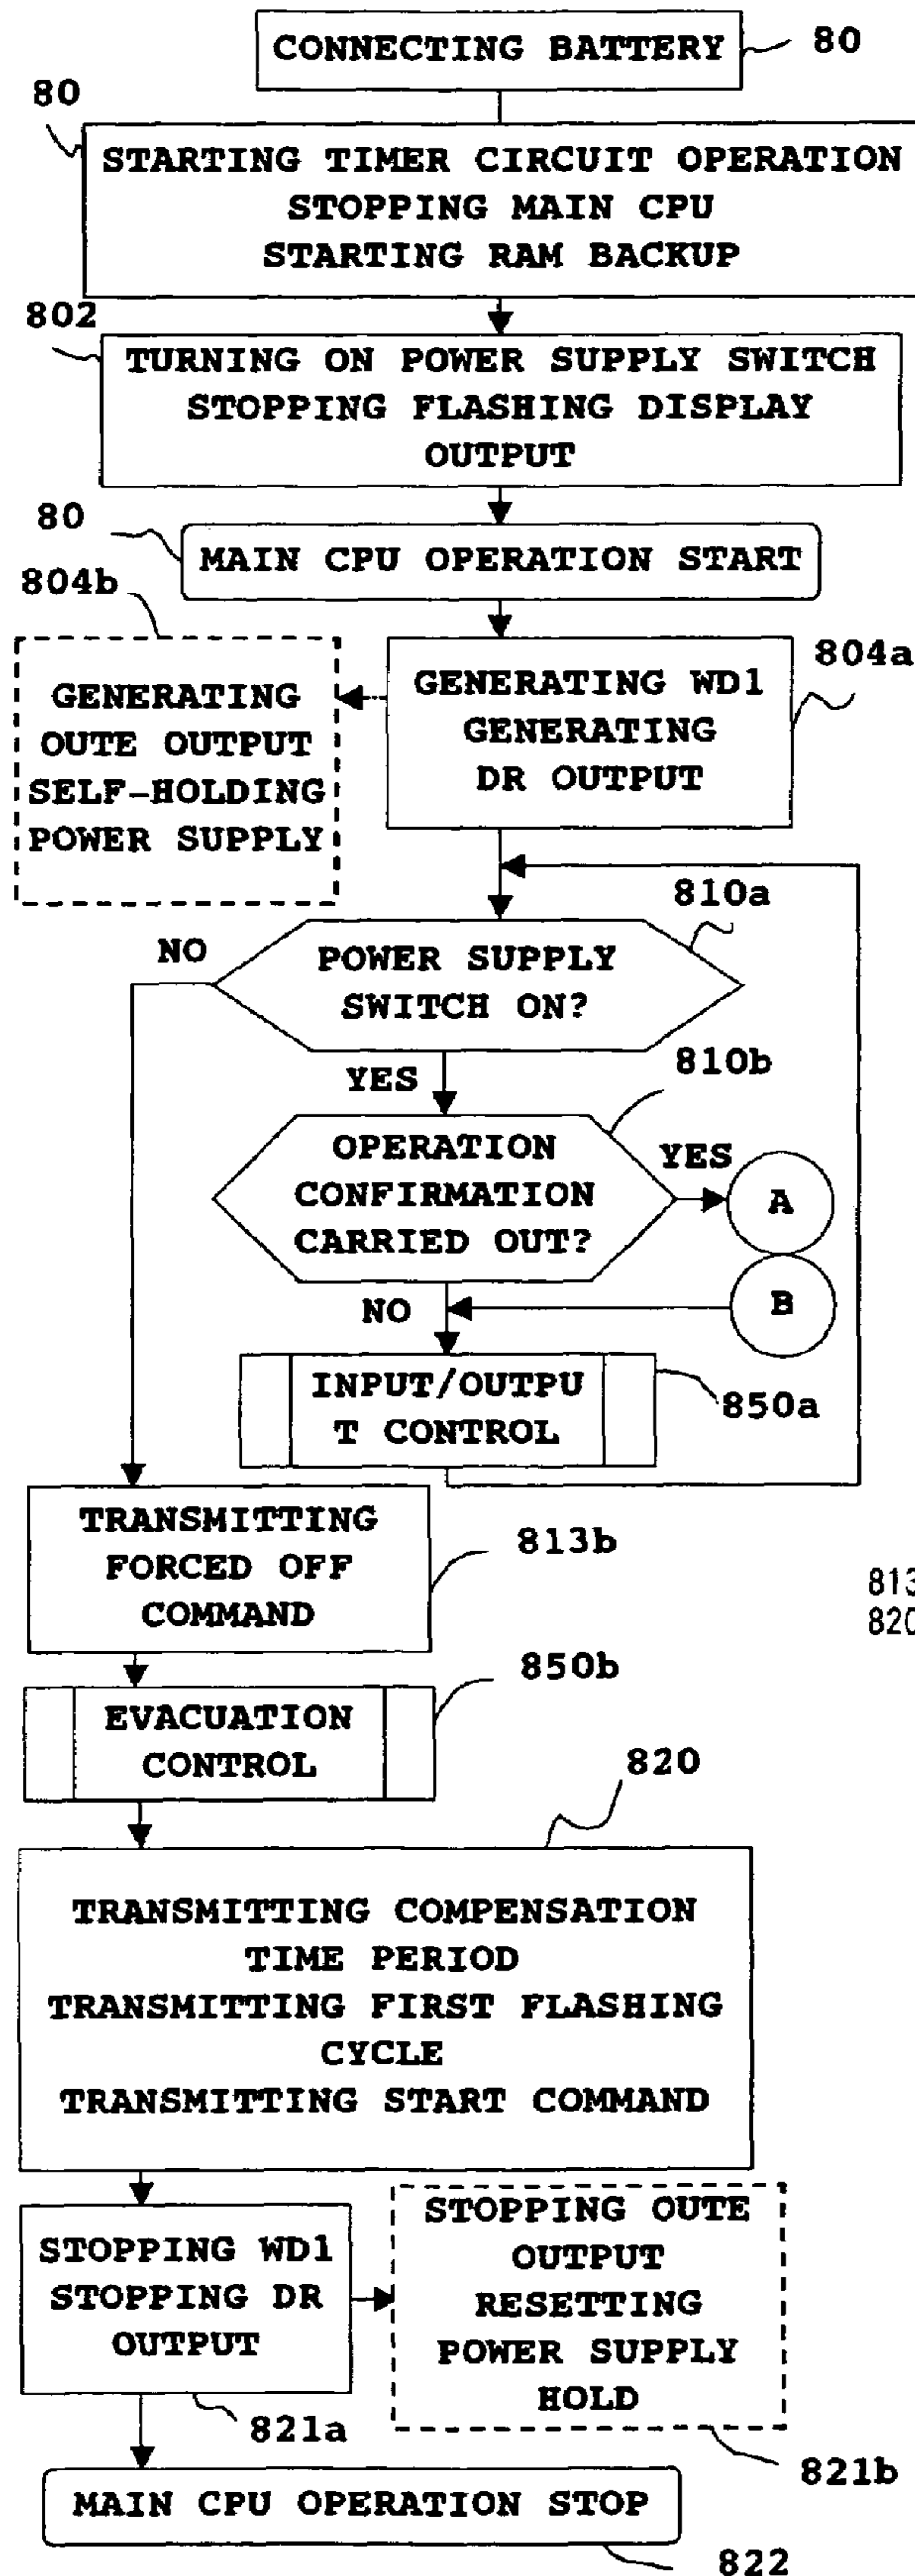 CONNECTING BATTERY
80
80
STARTING TIMER CIRCUIT OPERATION
STOPPING MAIN CPU
STARTING RAM BACKUP
802
TURNING ON POWER SUPPLY SWITCH
STOPPING FLASHING DISPLAY
OUTPUT
80
MAIN CPU OPERATION START
804b
GENERATING
OUTE OUTPUT
SELF-HOLDING
POWER SUPPLY
GENERATING WD1
GENERATING
DR OUTPUT
804a
810a
NO
POWER SUPPLY
SWITCH ON?
YES
810b
OPERATION
CONFIRMATION
CARRIED OUT?
YES
A
NO
B
INPUT/OUTPU
T CONTROL
850a
TRANSMITTING
FORCED OFF
COMMAND
813b
813
820
850b
EVACUATION
CONTROL
820
TRANSMITTING COMPENSATION
TIME PERIOD
TRANSMITTING FIRST FLASHING
CYCLE
TRANSMITTING START COMMAND
STOPPING WD1
STOPPING DR
OUTPUT
821a
STOPPING OUTE
OUTPUT
RESETTING
POWER SUPPLY
HOLD
821b
MAIN CPU OPERATION STOP
822